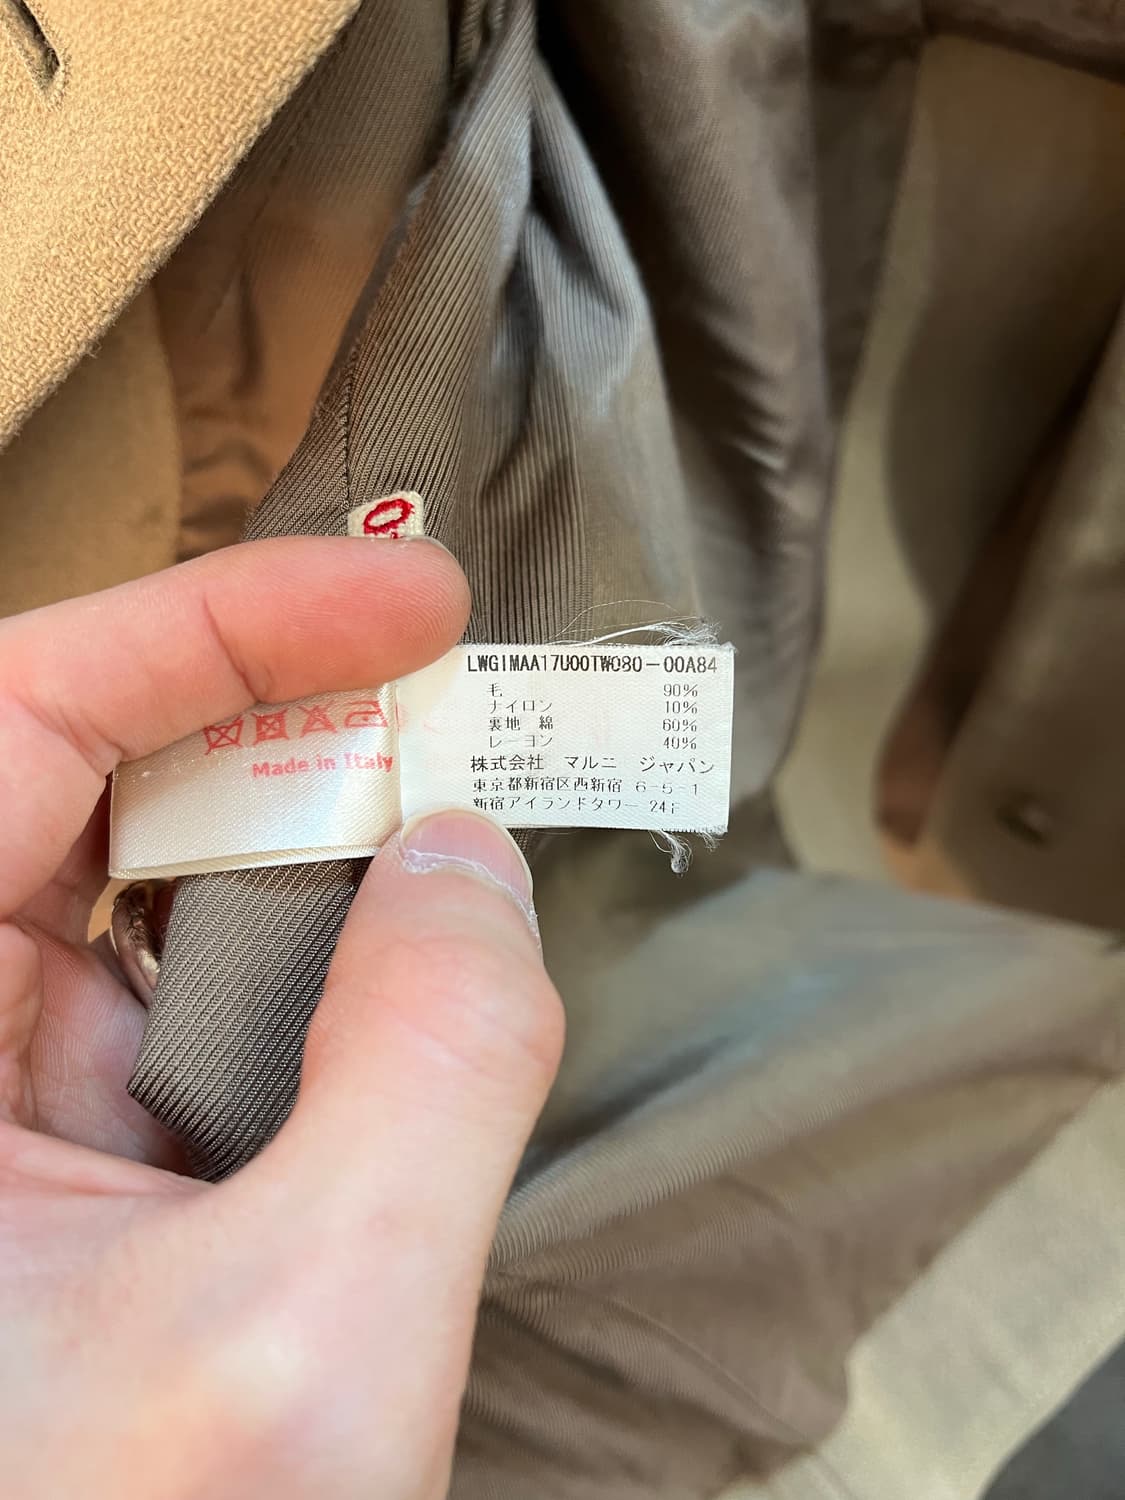 LWGIMAA17U00TW080-00A84
毛 90%
ナイロン 10%
裏地 綿 60%
レーヨン 40%
株式会社 マルニ ジャパン
東京都新宿区西新宿 6-5-1
新宿アイランドタワー 24F
Made in Italy